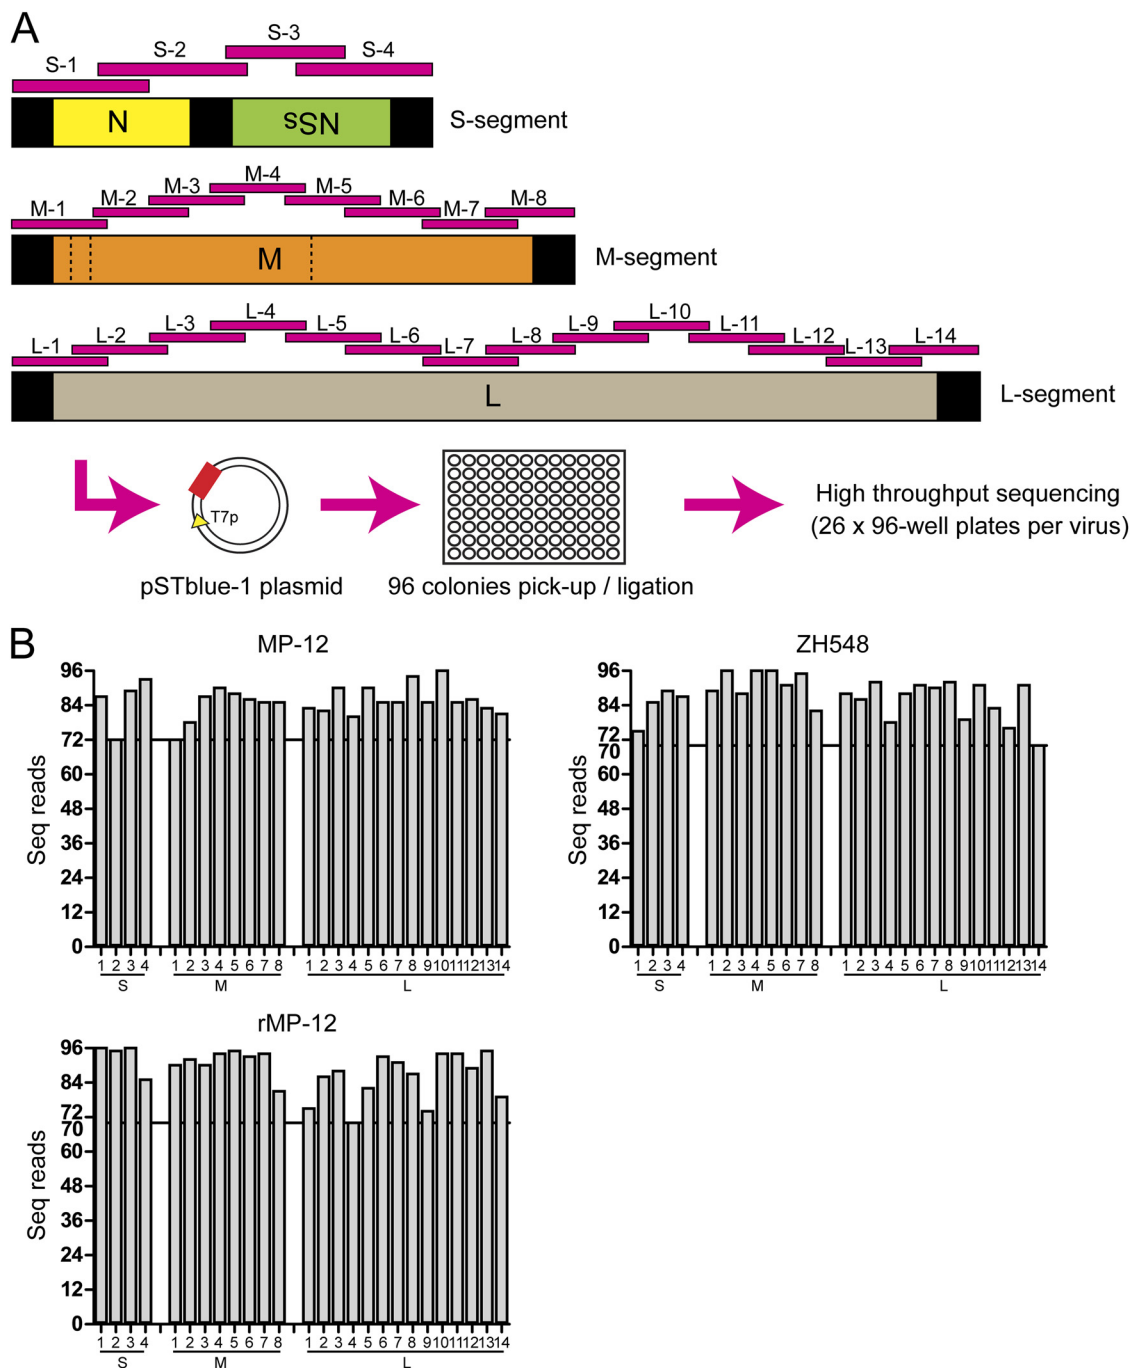 A
S-1 S-2 S-3 S-4
N NSs
S-segment
M-1 M-2 M-3 M-4 M-5 M-6 M-7 M-8
M
M-segment
L-1 L-2 L-3 L-4 L-5 L-6 L-7 L-8 L-9 L-10 L-11 L-12 L-13 L-14
L
L-segment
T7p
pSTblue-1 plasmid
96 colonies pick-up / ligation
High throughput sequencing
(26 x 96-well plates per virus)
B
MP-12
Seq reads
96
84
72
60
48
36
24
12
0
1 2 3 4 1 2 3 4 5 6 7 8 1 2 3 4 5 6 7 8 9 10 11 12 13 14
S M L
ZH548
Seq reads
96
84
72
70
60
48
36
24
12
0
1 2 3 4 1 2 3 4 5 6 7 8 1 2 3 4 5 6 7 8 9 10 11 12 13 14
S M L
rMP-12
Seq reads
96
84
72
70
60
48
36
24
12
0
1 2 3 4 1 2 3 4 5 6 7 8 1 2 3 4 5 6 7 8 9 10 11 12 13 14
S M L